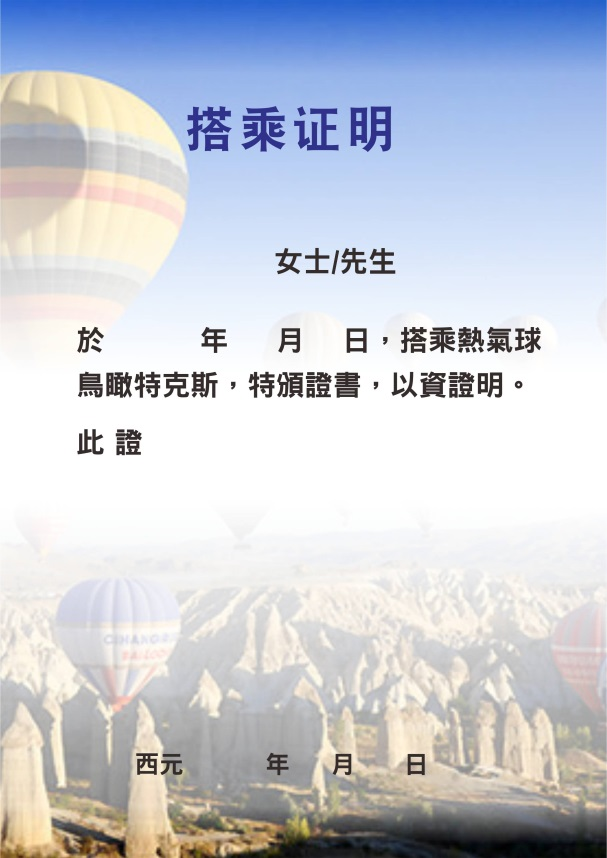 搭乘证明
女士/先生
於 年 月 日，搭乘熱氣球
鳥瞰特克斯，特頒證書，以資證明。
此 證
西元 年 月 日